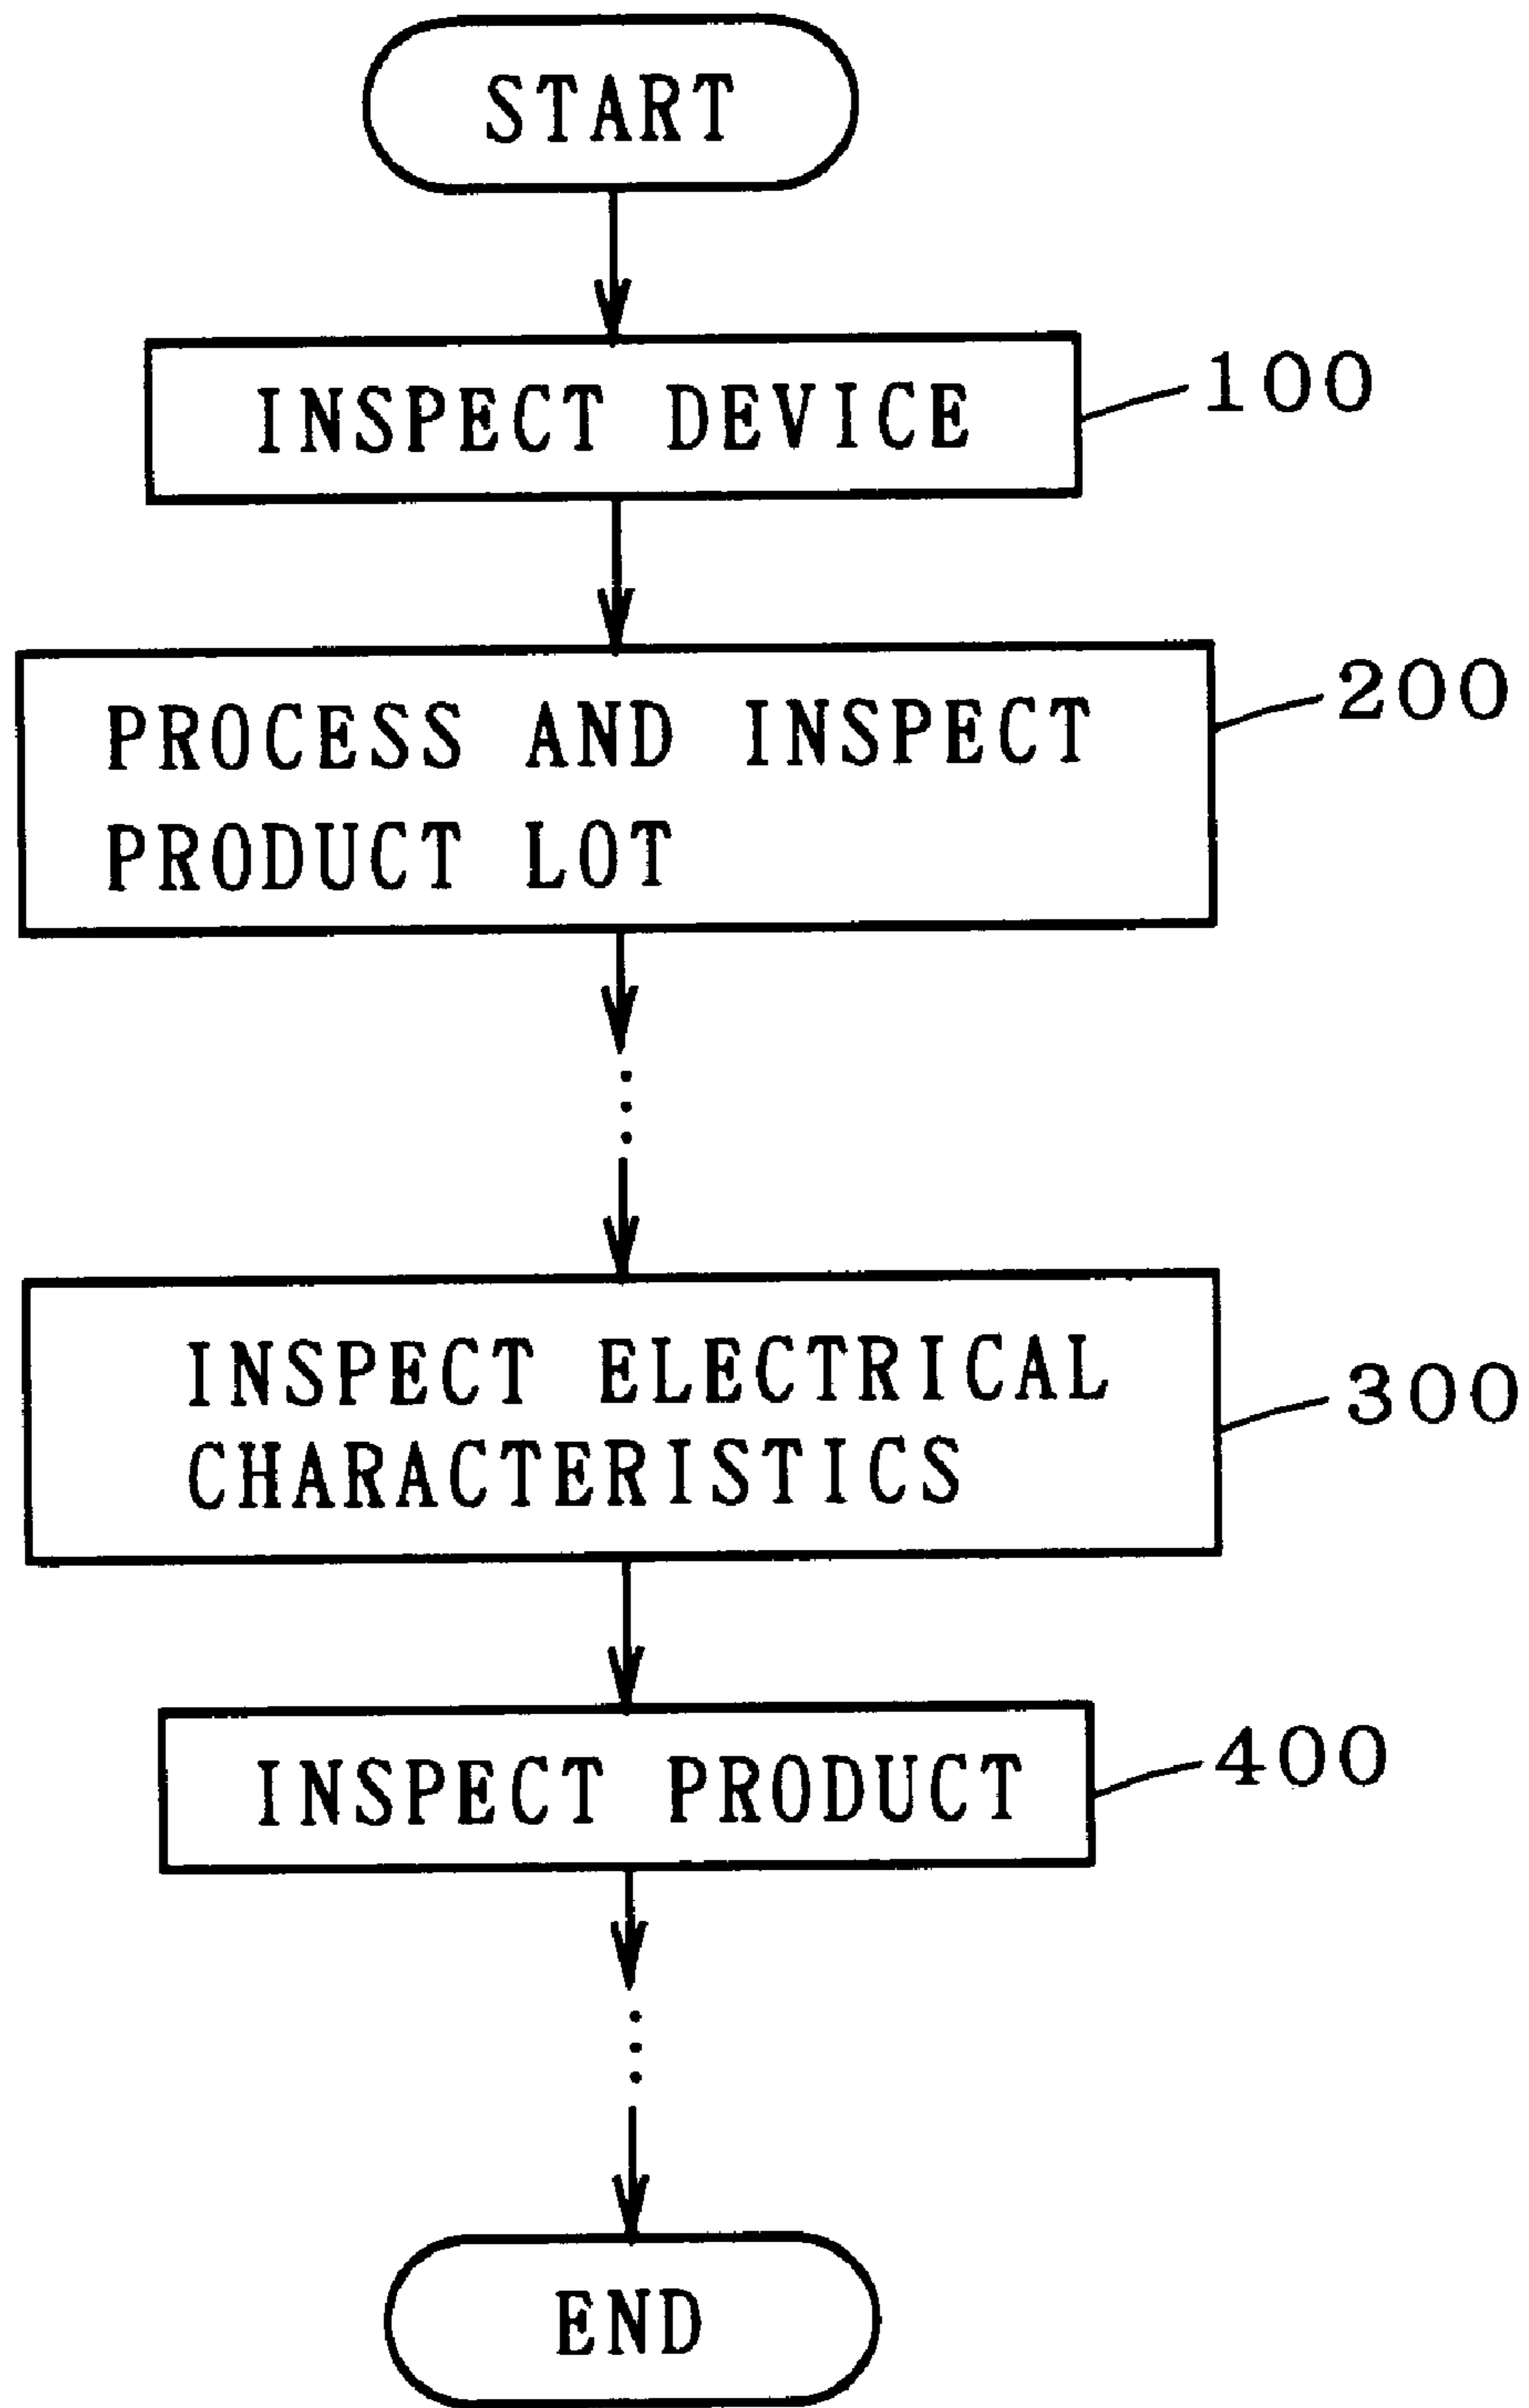 START
INSPECT DEVICE
100
PROCESS AND INSPECT
PRODUCT LOT
200
INSPECT ELECTRICAL
CHARACTERISTICS
300
INSPECT PRODUCT
400
END